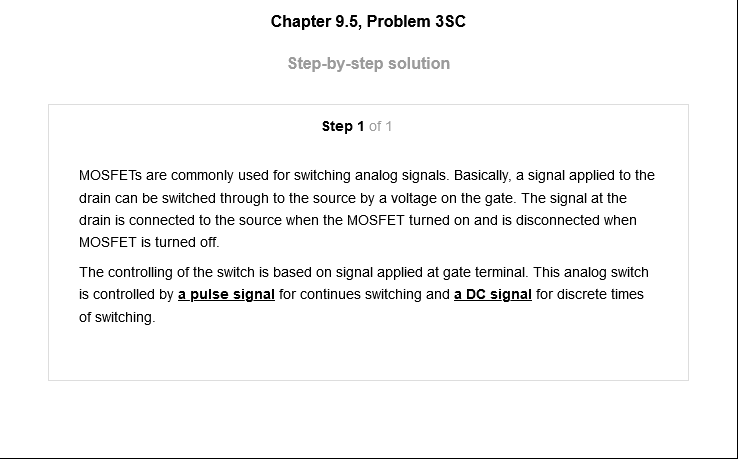 Chapter 9.5, Problem 3SC
Step-by-step solution
Step 1 of 1
MOSFETs are commonly used for switching analog signals. Basically, a signal applied to the
drain can be switched through to the source by a voltage on the gate. The signal at the
drain is connected to the source when the MOSFET turned on and is disconnected when
MOSFET is turned off.
The controlling of the switch is based on signal applied at gate terminal. This analog switch
is controlled by a pulse signal for continues switching and a DC signal for discrete times
of switching.